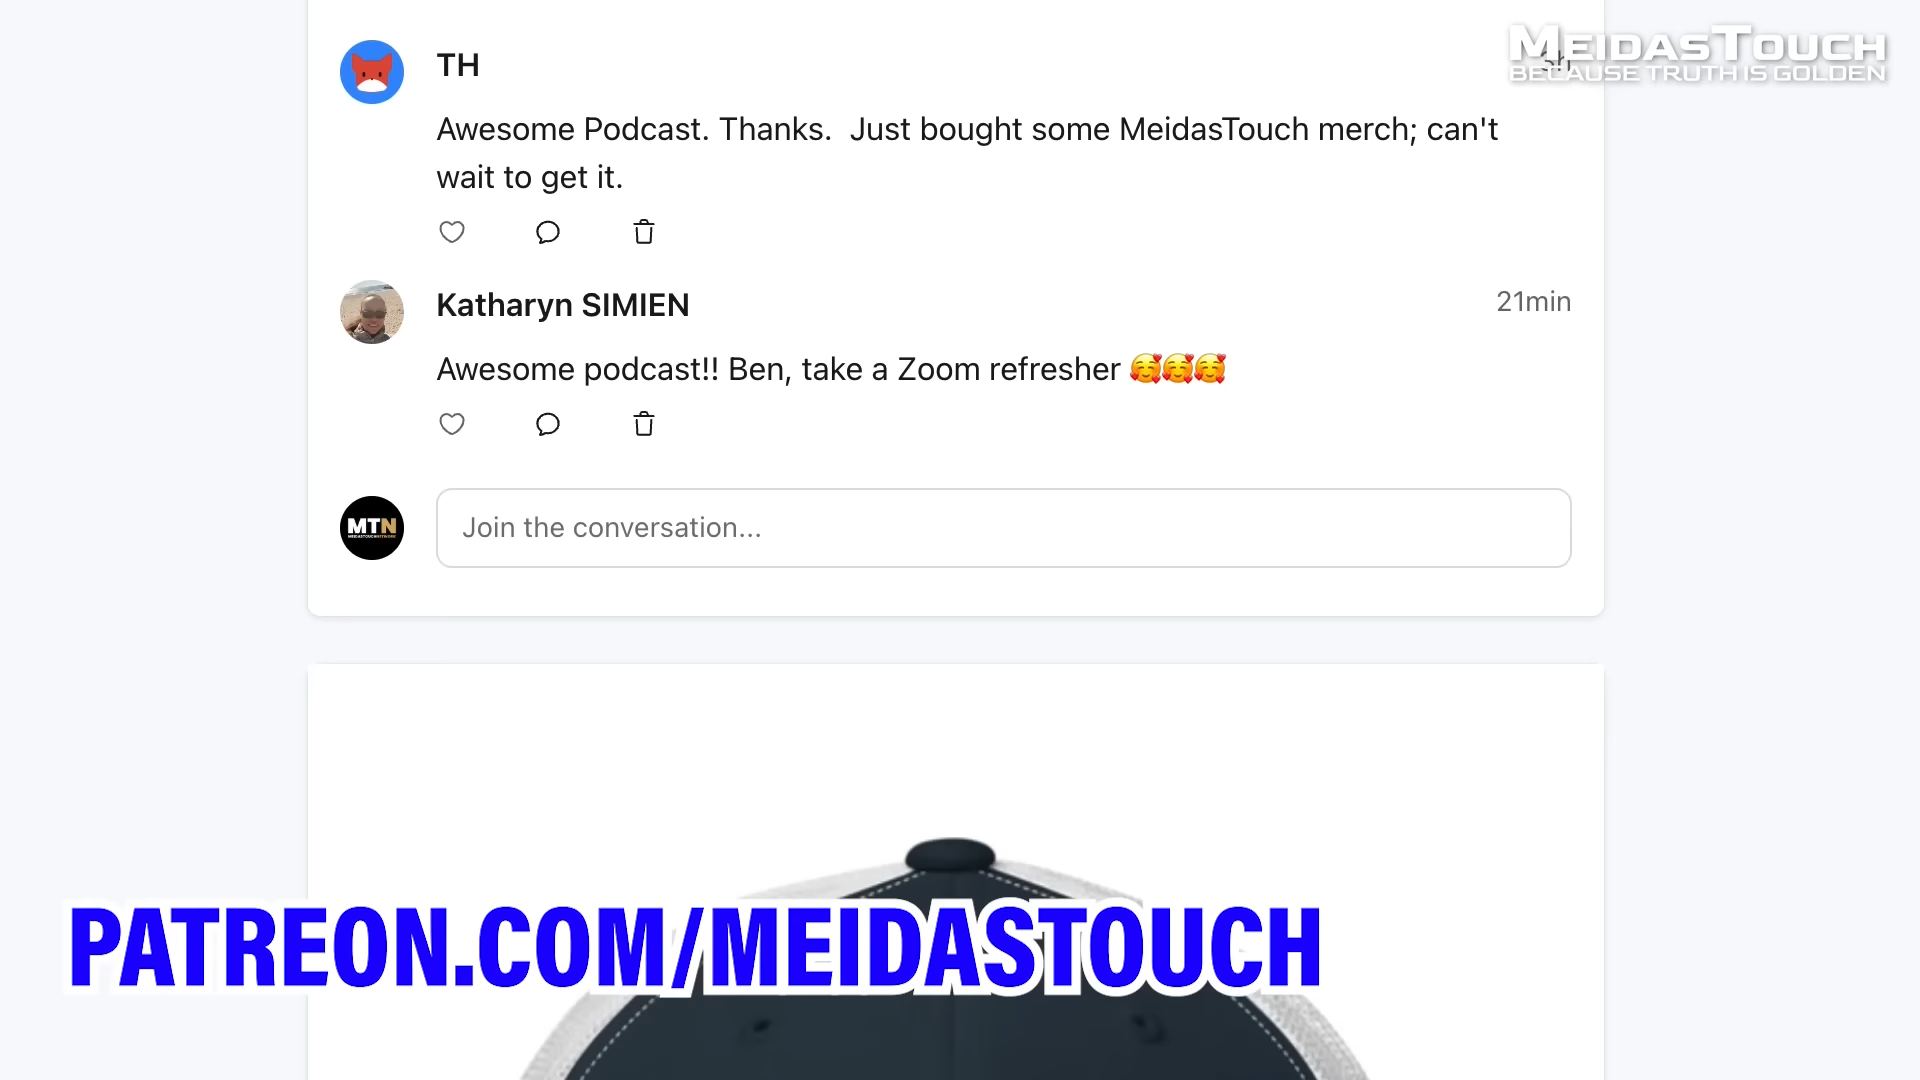 MEIDASTOUCH
BECAUSE TRUTH IS GOLDEN
TH
Awesome Podcast. Thanks.  Just bought some MeidasTouch merch; can't
wait to get it.
Katharyn SIMIEN
21min
Awesome podcast!! Ben, take a Zoom refresher 🥰🥰🥰
MTN
MEIDASTOUCHNETWORK
Join the conversation...
PATREON.COM/MEIDASTOUCH